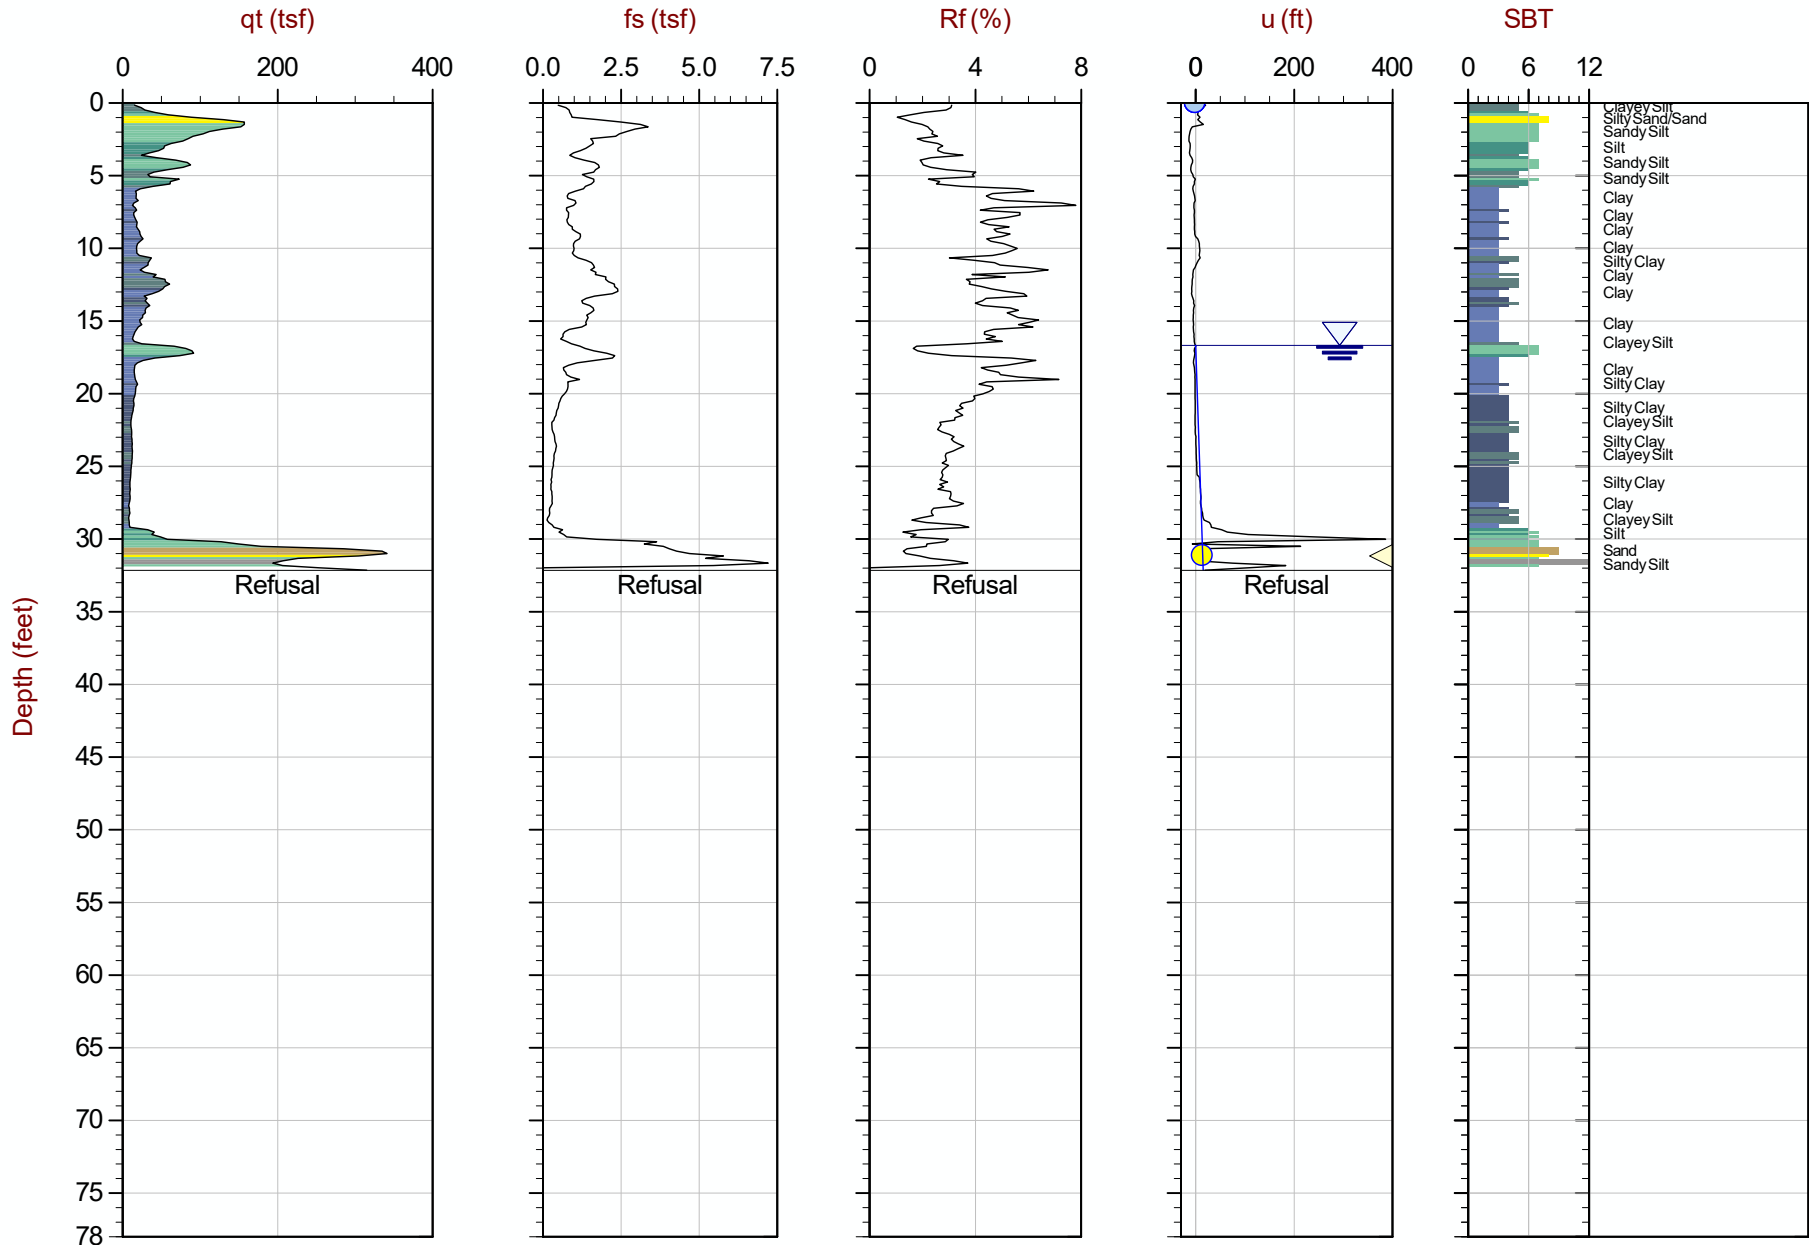 qt (tsf)
fs (tsf)
Rf (%)
u (ft)
SBT
0 200 400
0.0 2.5 5.0 7.5
0 4 8
0 0 200 400
0 6 12
Depth (feet)
0
5
10
15
20
25
30
35
40
45
50
55
60
65
70
75
78
Clayey Silt
Silty Sand/Sand
Sandy Silt
Silt
Sandy Silt
Sandy Silt
Clay
Clay
Clay
Clay
Silty Clay
Clay
Clay
Clay
Clayey Silt
Clay
Silty Clay
Silty Clay
Clayey Silt
Silty Clay
Clayey Silt
Silty Clay
Clay
Clayey Silt
Silt
Sand
Sandy Silt
Refusal
Refusal
Refusal
Refusal